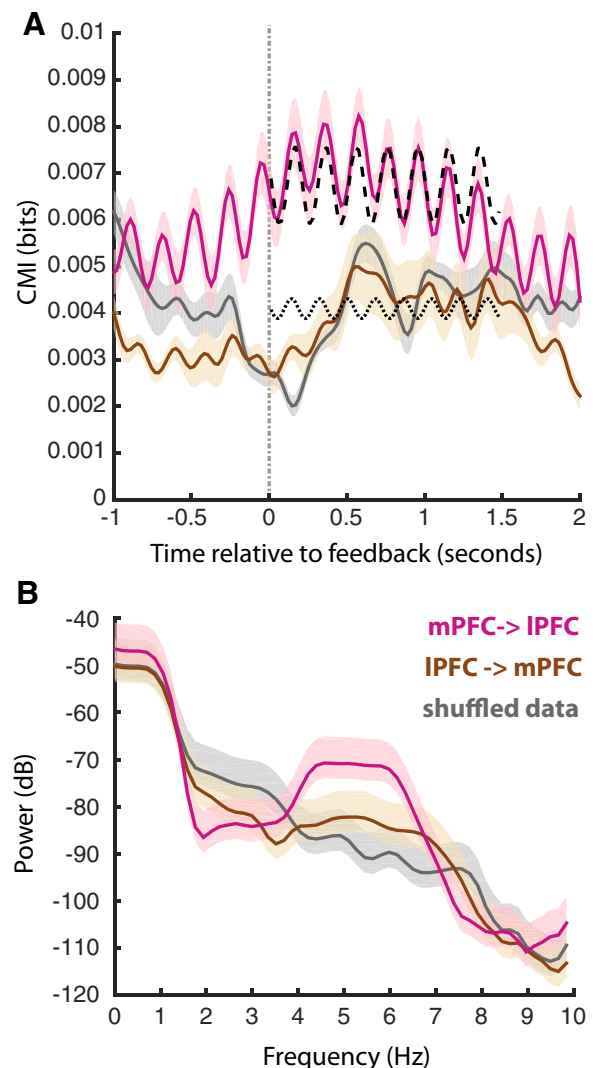 A
0.01
0.009
0.008
0.007
0.006
0.005
0.004
0.003
0.002
0.001
0
CMI (bits)
-1 -0.5 0 0.5 1 1.5 2
Time relative to feedback (seconds)
B
-40
-50
-60
-70
-80
-90
-100
-110
-120
Power (dB)
mPFC-> lPFC
lPFC -> mPFC
shuffled data
0 1 2 3 4 5 6 7 8 9 10
Frequency (Hz)